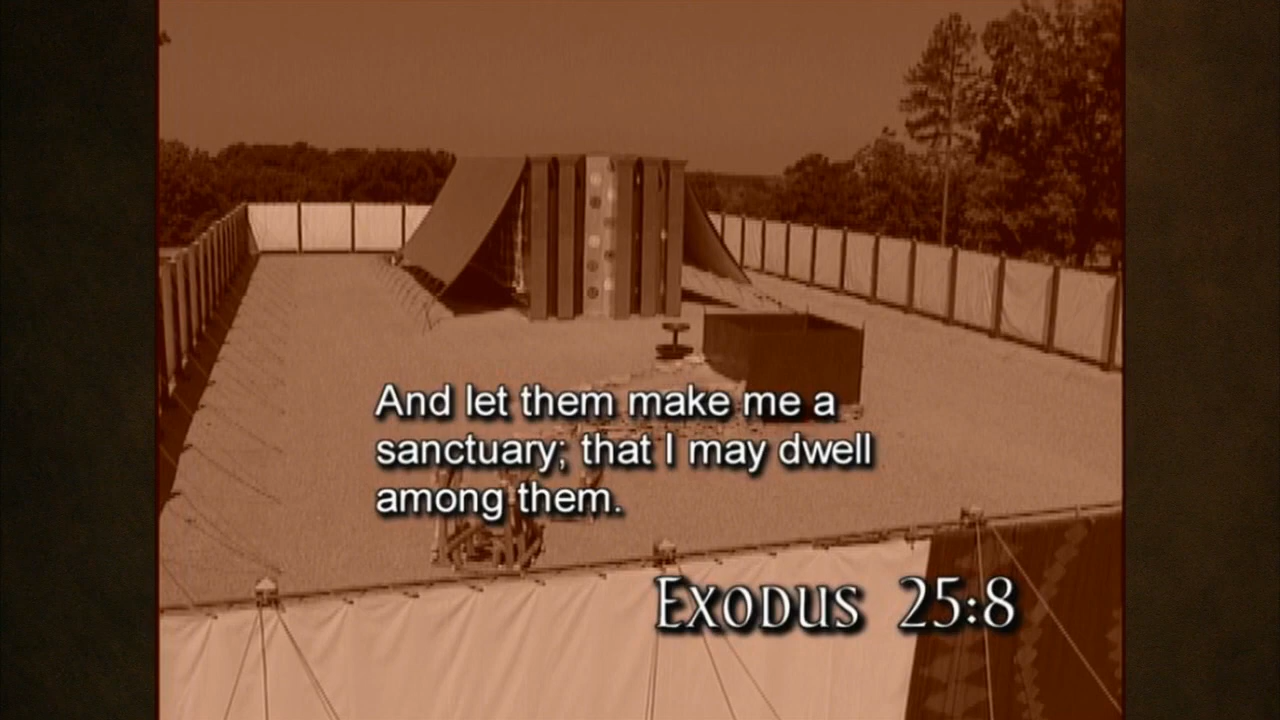 And let them make me a
sanctuary; that I may dwell
among them.
Exodus 25:8